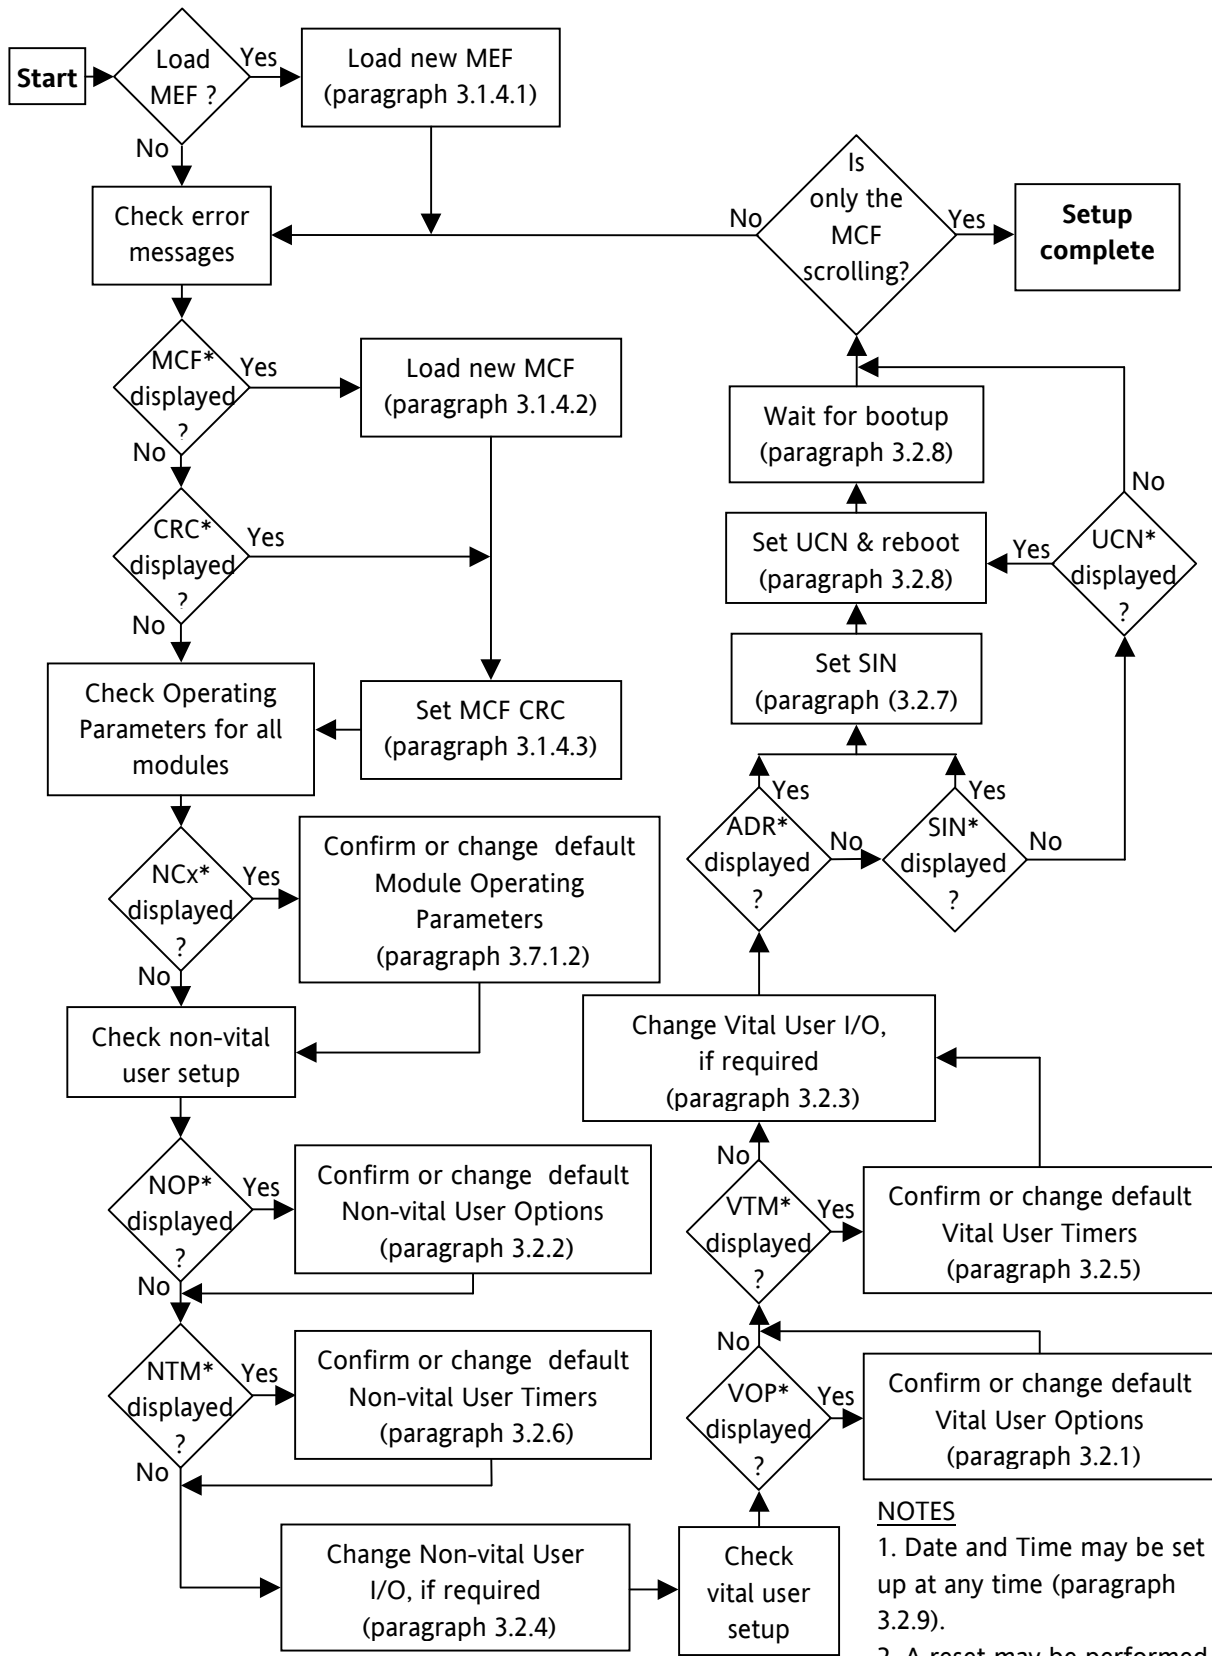 Start
Load
MEF ?
Yes
Load new MEF
(paragraph 3.1.4.1)
No
Check error
messages
MCF*
displayed
?
Yes
Load new MCF
(paragraph 3.1.4.2)
No
CRC*
displayed
?
Yes
No
Check Operating
Parameters for all
modules
Set MCF CRC
(paragraph 3.1.4.3)
NCx*
displayed
?
Yes
Confirm or change  default
Module Operating
Parameters
(paragraph 3.7.1.2)
No
Check non-vital
user setup
NOP*
displayed
?
Yes
Confirm or change  default
Non-vital User Options
(paragraph 3.2.2)
No
NTM*
displayed
?
Yes
Confirm or change  default
Non-vital User Timers
(paragraph 3.2.6)
No
Change Non-vital User
I/O, if required
(paragraph 3.2.4)
Check
vital user
setup
VOP*
displayed
?
Yes
Confirm or change default
Vital User Options
(paragraph 3.2.1)
No
VTM*
displayed
?
Yes
Confirm or change default
Vital User Timers
(paragraph 3.2.5)
No
Change Vital User I/O,
if required
(paragraph 3.2.3)
ADR*
displayed
?
Yes
No
SIN*
displayed
?
Yes
No
Set SIN
(paragraph (3.2.7)
UCN*
displayed
?
Yes
No
Set UCN & reboot
(paragraph 3.2.8)
Wait for bootup
(paragraph 3.2.8)
Is
only the
MCF
scrolling?
No
Yes
Setup
complete
NOTES
1. Date and Time may be set
up at any time (paragraph
3.2.9).
2. A reset may be performed